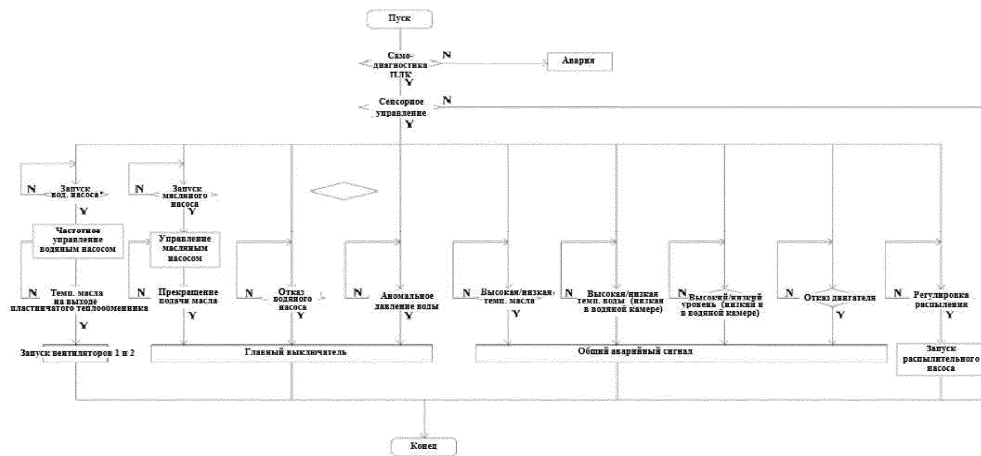 Пуск
N
Само-
диагностика
ПЛК
Авария
Y
N
Сенсорное
управление
Y
N
Запуск
вод. насоса*
Y
N
Запуск
масляного
насоса
Y
Частотное
управление
водяным насосом
Управление
масляным
насосом
N
Темп. масла
на выходе
пластинчатого теплообменника
Y
N
Прекращение
подачи масла
Y
N
Отказ
водяного
насоса
Y
N
Аномальное
давление воды
Y
N
Высокая/низкая
темп. масла
Y
N
Высокая/низкая
темп. воды (низкая
в водяной камере)
Y
N
Высокий/низкий
уровень (низкий в
в водяной камере)
Y
N
Отказ двигателя
Y
N
Регулировка
распыления
Y
Запуск вентиляторов 1 и 2
Главный выключатель
Общий аварийный сигнал
Запуск
распылительного
насоса
Конец